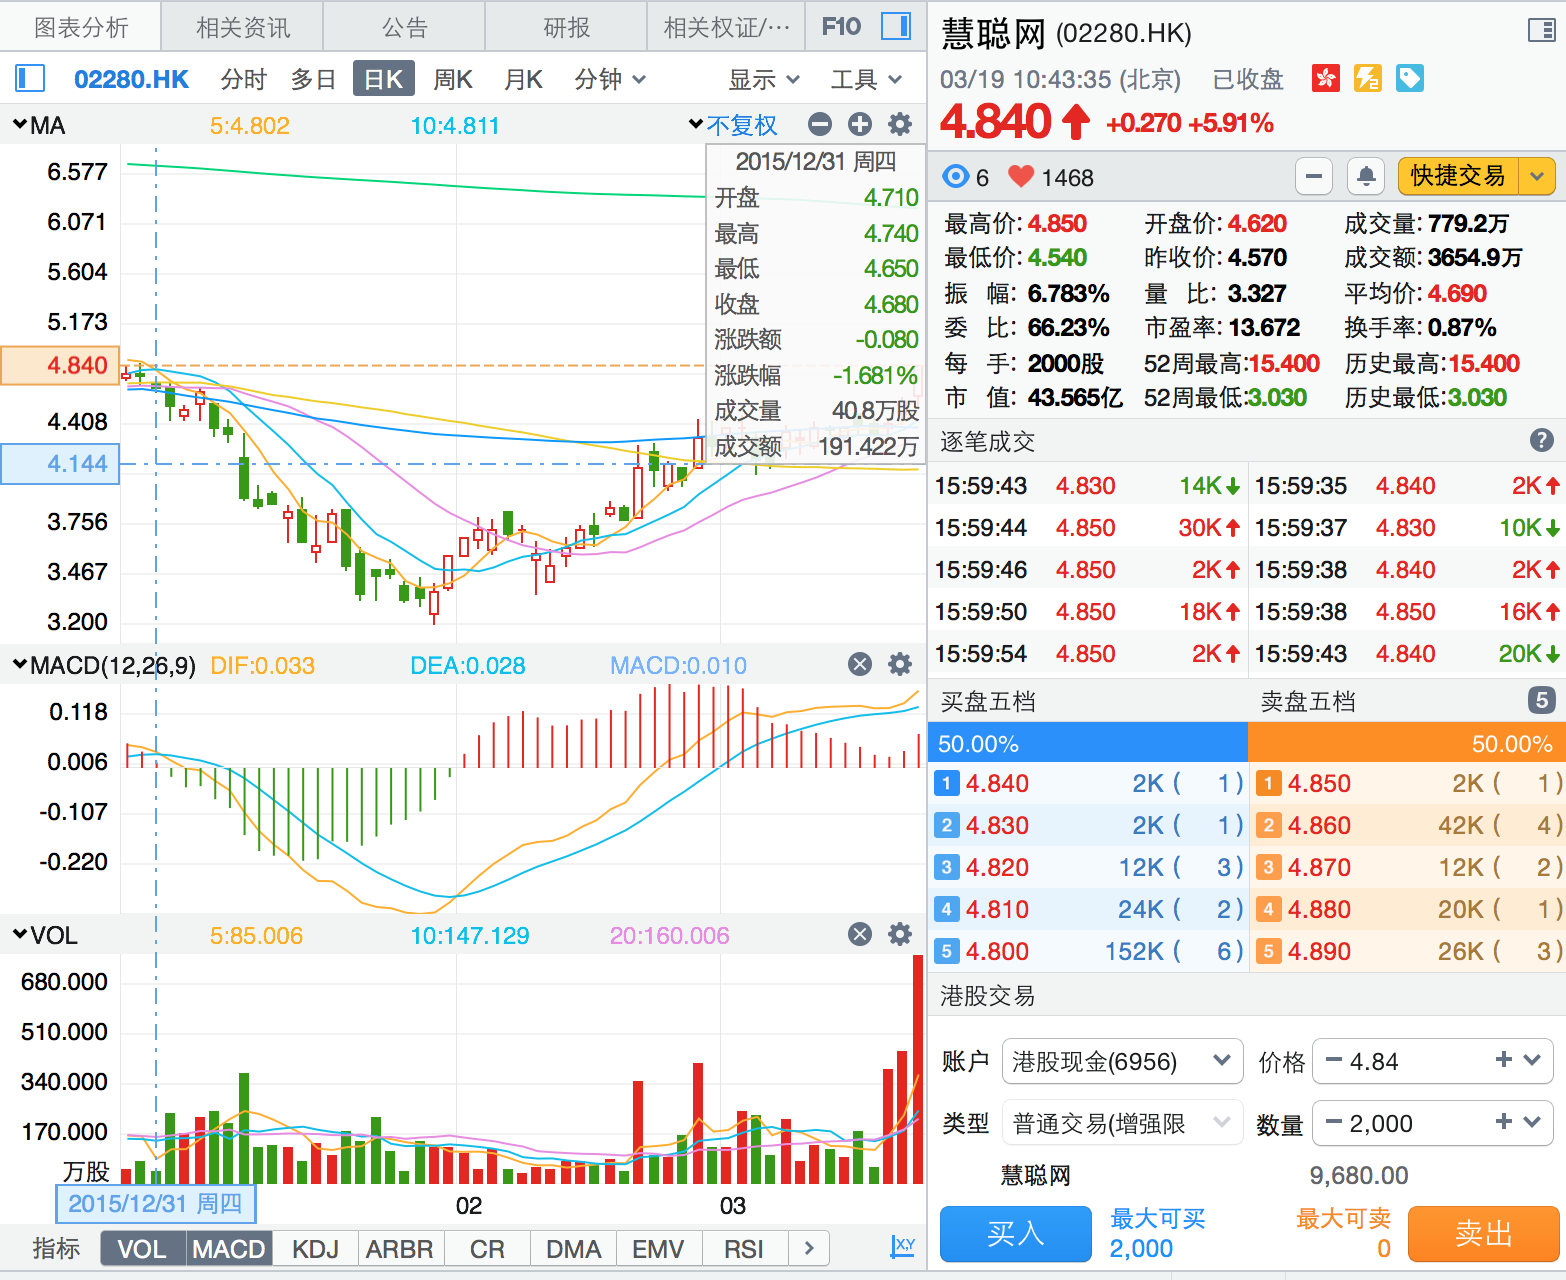 图表分析 相关资讯 公告 研报 相关权证/··· F10
02280.HK 分时 多日 日K 周K 月K 分钟 显示 工具
MA 5:4.802 10:4.811 不复权
6.577
6.071
5.604
5.173
4.840
4.408
4.144
3.756
3.467
3.200
2015/12/31 周四
开盘 4.710
最高 4.740
最低 4.650
收盘 4.680
涨跌额 -0.080
涨跌幅 -1.681%
成交量 40.8万股
成交额 191.422万
MACD(12,26,9) DIF:0.033 DEA:0.028 MACD:0.010
0.118
0.006
-0.107
-0.220
VOL 5:85.006 10:147.129 20:160.006
680.000
510.000
340.000
170.000
万股
2015/12/31 周四 02 03
指标 VOL MACD KDJ ARBR CR DMA EMV RSI X,Y
慧聪网 (02280.HK)
03/19 10:43:35 (北京) 已收盘
4.840 +0.270 +5.91%
6 1468 快捷交易
最高价: 4.850 开盘价: 4.620 成交量: 779.2万
最低价: 4.540 昨收价: 4.570 成交额: 3654.9万
振 幅: 6.783% 量 比: 3.327 平均价: 4.690
委 比: 66.23% 市盈率: 13.672 换手率: 0.87%
每 手: 2000股 52周最高:15.400 历史最高:15.400
市 值: 43.565亿 52周最低:3.030 历史最低:3.030
逐笔成交 ?
15:59:43 4.830 14K 15:59:35 4.840 2K
15:59:44 4.850 30K 15:59:37 4.830 10K
15:59:46 4.850 2K 15:59:38 4.840 2K
15:59:50 4.850 18K 15:59:38 4.850 16K
15:59:54 4.850 2K 15:59:43 4.840 20K
买盘五档 卖盘五档 5
50.00% 50.00%
1 4.840 2K ( 1) 1 4.850 2K ( 1)
2 4.830 2K ( 1) 2 4.860 42K ( 4)
3 4.820 12K ( 3) 3 4.870 12K ( 2)
4 4.810 24K ( 2) 4 4.880 20K ( 1)
5 4.800 152K ( 6) 5 4.890 26K ( 3)
港股交易
账户 港股现金(6956) 价格 4.84
类型 普通交易(增强限 数量 2,000
慧聪网 9,680.00
买入 最大可买 2,000 最大可卖 0 卖出